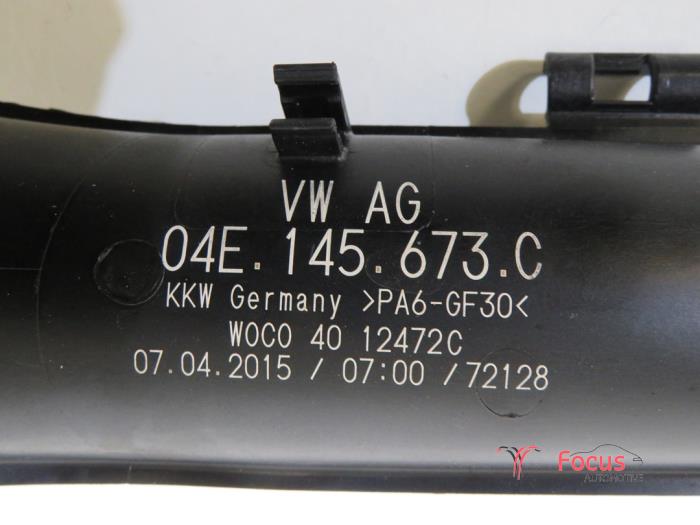 VW AG
04E.145.673.C
KKW Germany >PA6-GF30<
WOCO 40 12472C
07.04.2015 / 07:00 /72128
Focus
AUTOMOTIVE